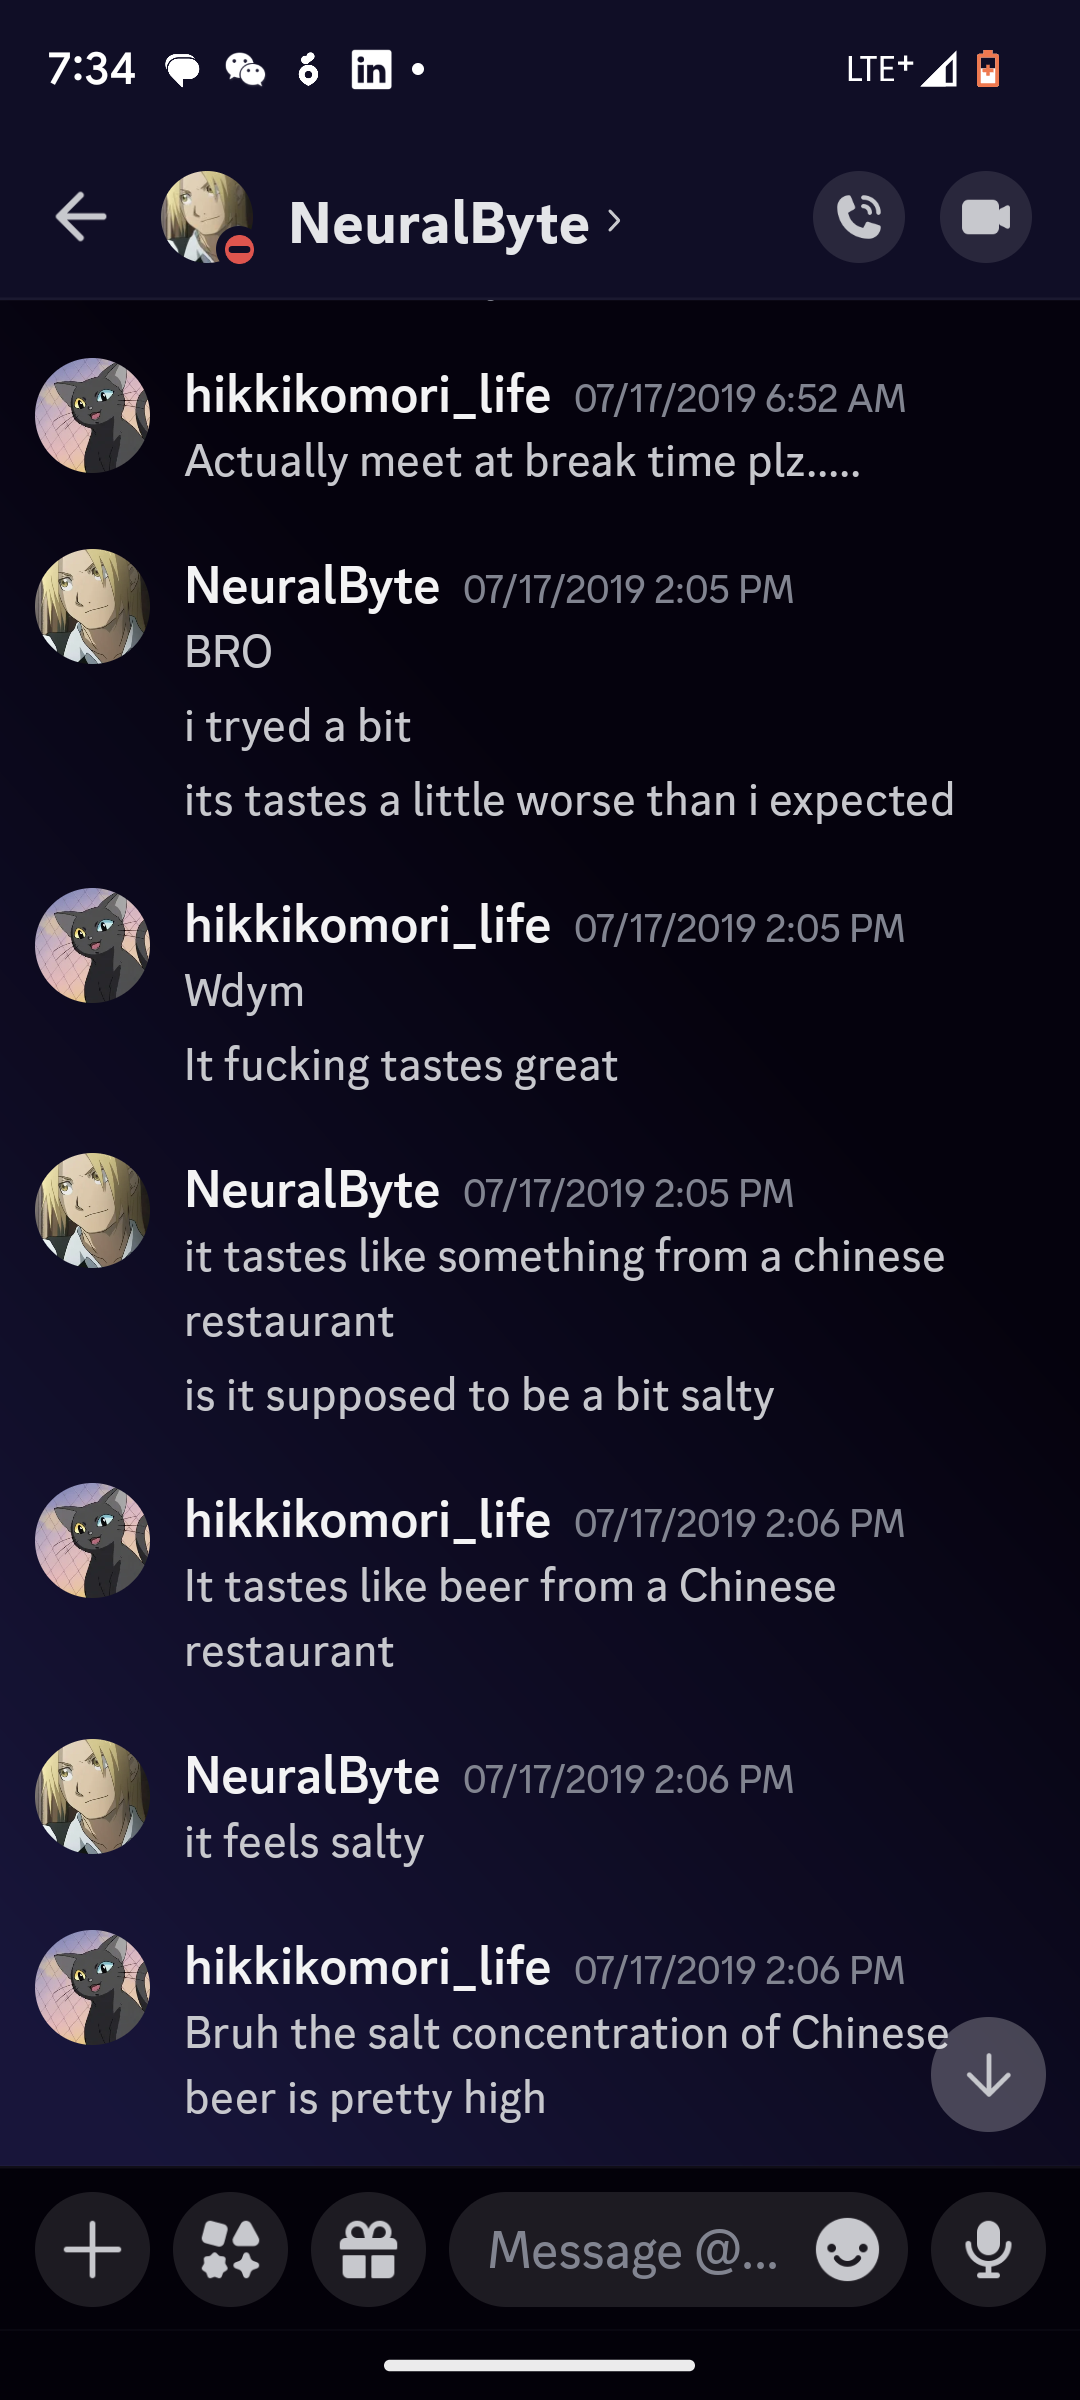 7:34
LTE+
NeuralByte
hikkikomori_life 07/17/2019 6:52 AM
Actually meet at break time plz.....
NeuralByte 07/17/2019 2:05 PM
BRO
i tryed a bit
its tastes a little worse than i expected
hikkikomori_life 07/17/2019 2:05 PM
Wdym
It fucking tastes great
NeuralByte 07/17/2019 2:05 PM
it tastes like something from a chinese
restaurant
is it supposed to be a bit salty
hikkikomori_life 07/17/2019 2:06 PM
It tastes like beer from a Chinese
restaurant
NeuralByte 07/17/2019 2:06 PM
it feels salty
hikkikomori_life 07/17/2019 2:06 PM
Bruh the salt concentration of Chinese
beer is pretty high
Message @...